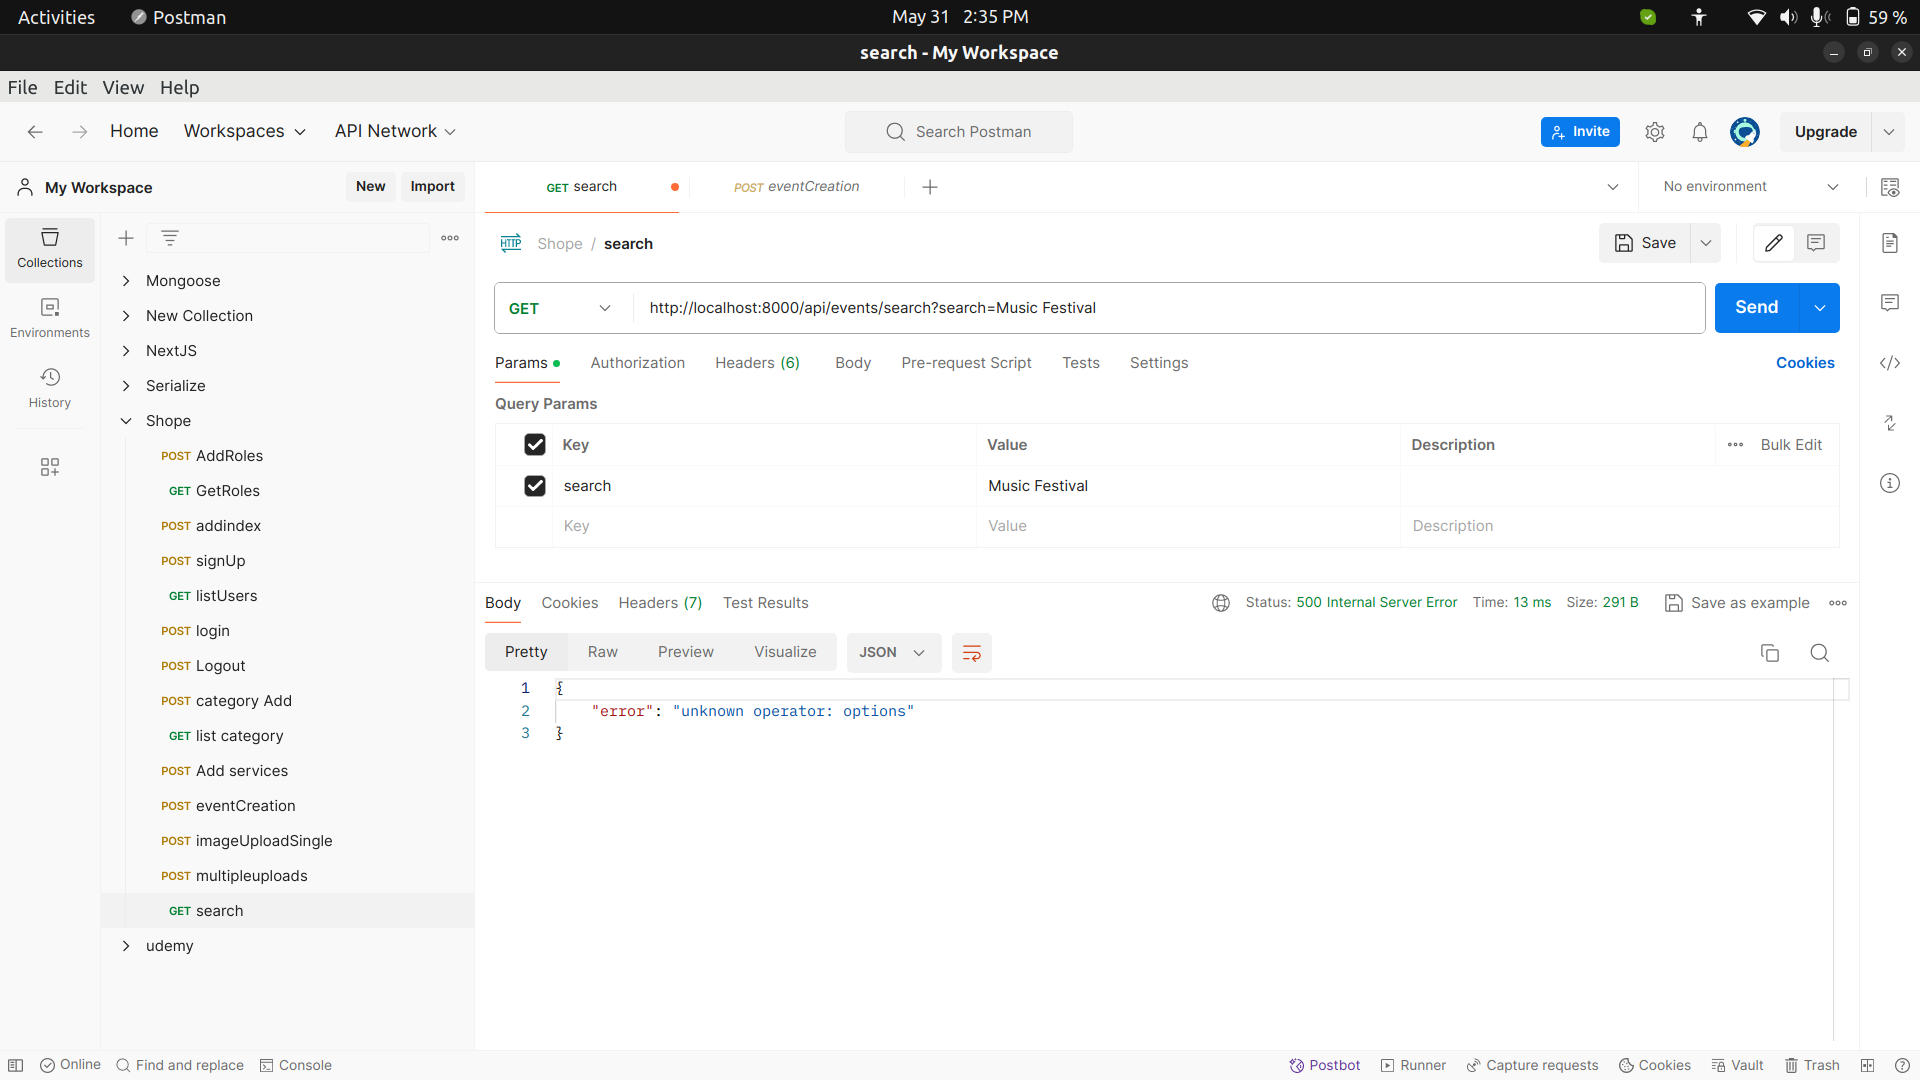 Activities Postman May 31 2:35 PM 59 %
search - My Workspace
File Edit View Help
Home Workspaces API Network Search Postman Invite Upgrade
My Workspace New Import GET search POST eventCreation No environment
Collections
Environments
History
Mongoose
New Collection
NextJS
Serialize
Shope
POST AddRoles
GET GetRoles
POST addindex
POST signUp
GET listUsers
POST login
POST Logout
POST category Add
GET list category
POST Add services
POST eventCreation
POST imageUploadSingle
POST multipleuploads
GET search
udemy
HTTP Shope / search Save
GET http://localhost:8000/api/events/search?search=Music Festival Send
Params Authorization Headers (6) Body Pre-request Script Tests Settings Cookies
Query Params
Key Value Description Bulk Edit
search Music Festival
Key Value Description
Body Cookies Headers (7) Test Results Status: 500 Internal Server Error Time: 13 ms Size: 291 B Save as example
Pretty Raw Preview Visualize JSON
1 {
2 "error": "unknown operator: options"
3 }
Online Find and replace Console Postbot Runner Capture requests Cookies Vault Trash